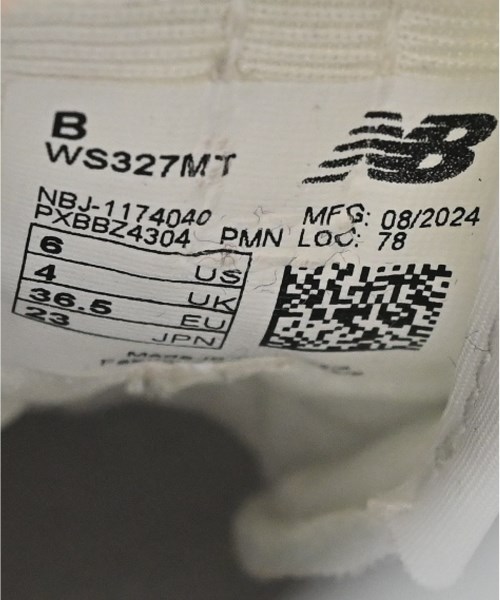 B
WS327MT
NB
NBJ-1174040
PXBBZ4304 PMN
MFG: 08/2024
LOC: 78
6 US
4 UK
36.5 EU
23 JPN